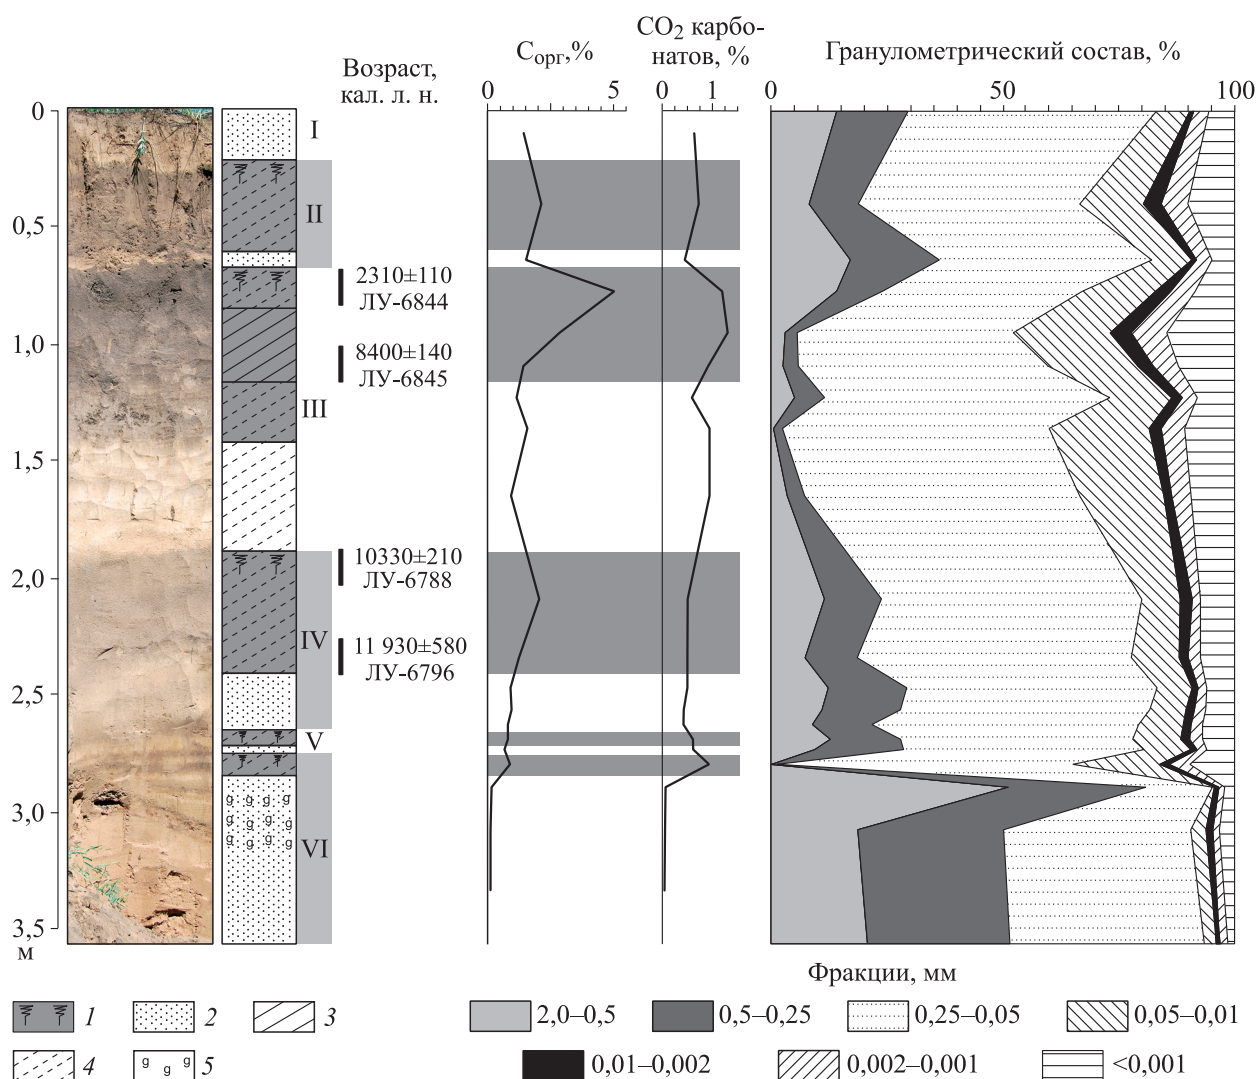 Возраст,
кал. л. н.
Cорг,%
CO2 карбо-
натов, %
Гранулометрический состав, %
0 5
0 1
0 50 100
0
I
II
0,5
2310±110
ЛУ-6844
1,0
8400±140
ЛУ-6845
III
1,5
10330±210
ЛУ-6788
2,0
IV
11 930±580
ЛУ-6796
2,5
V
3,0
g g g g
g g g
g g g
VI
3,5
м
Фракции, мм
1 2 3
2,0–0,5 0,5–0,25 0,25–0,05 0,05–0,01
4 g g g 5
0,01–0,002 0,002–0,001 <0,001